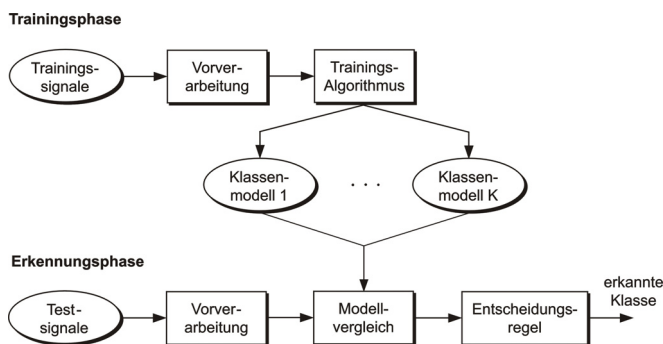 Trainingsphase
Trainings-
signale
Vorver-
arbeitung
Trainings-
Algorithmus
Klassen-
modell 1
. . .
Klassen-
modell K
Erkennungsphase
Test-
signale
Vorver-
arbeitung
Modell-
vergleich
Entscheidungs-
regel
erkannte
Klasse